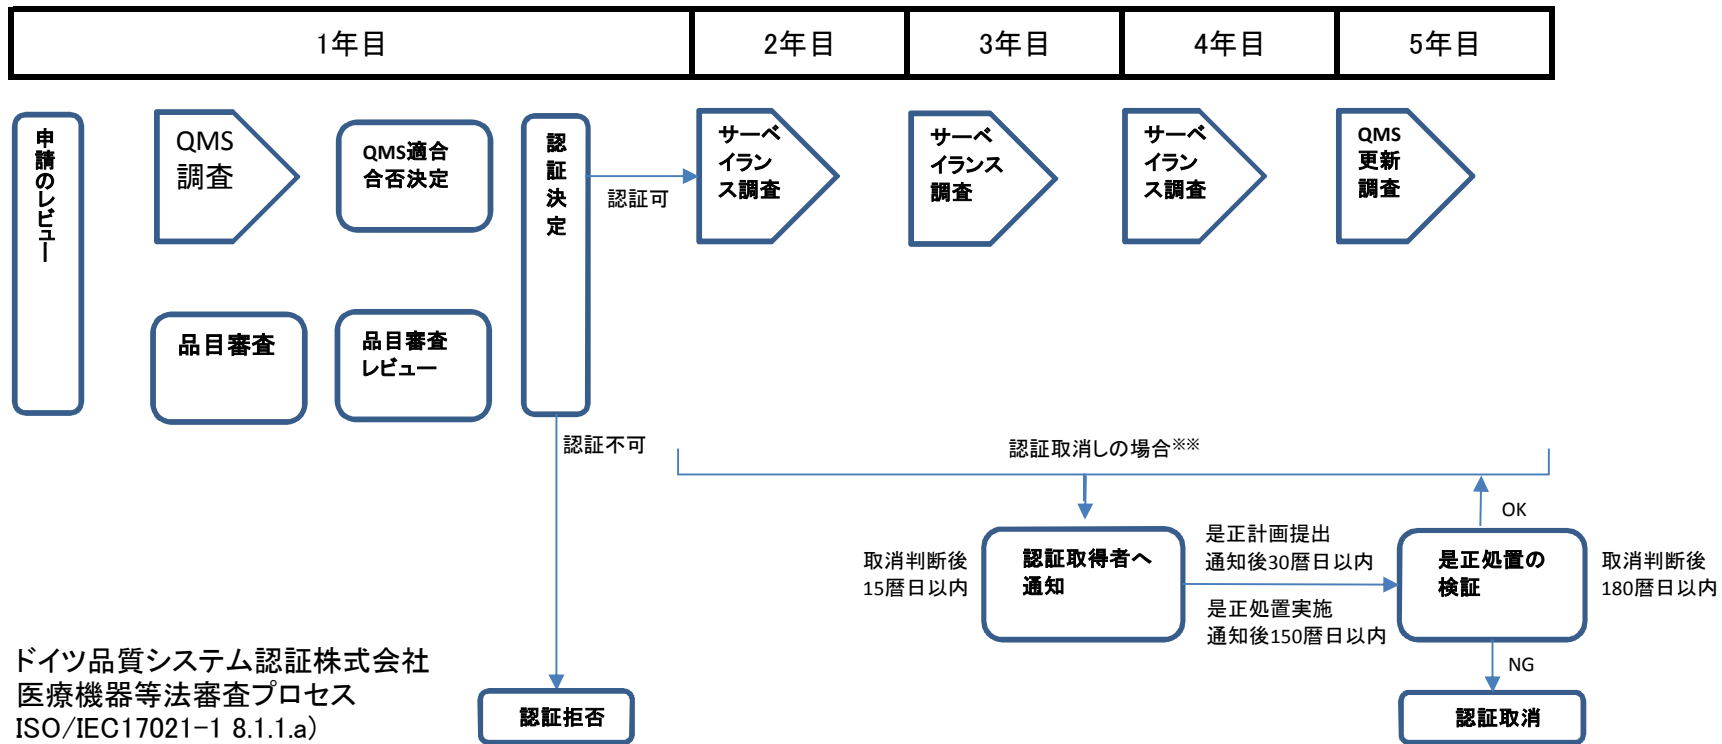 1年目
2年目
3年目
4年目
5年目
申請のレビュー
QMS
調査
QMS適合
合否決定
認証決定
認証可
サーベ
イラン
ス調査
サーベ
イランス
調査
サーベ
イラン
ス調査
QMS
更新
調査
品目審査
品目審査
レビュー
認証不可
認証取消しの場合※※
取消判断後
15暦日以内
認証取得者へ
通知
是正計画提出
通知後30暦日以内
是正処置実施
通知後150暦日以内
OK
是正処置の
検証
取消判断後
180暦日以内
NG
認証拒否
認証取消
ドイツ品質システム認証株式会社
医療機器等法審査プロセス
ISO/IEC17021-1 8.1.1.a)